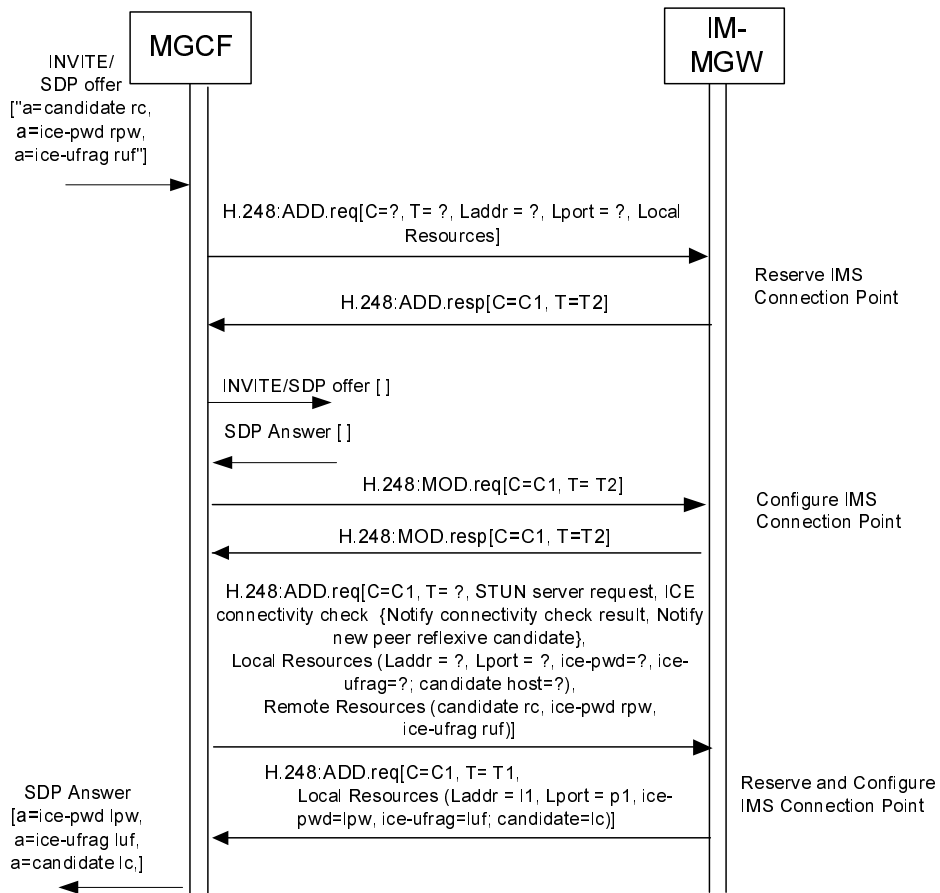 MGCF
IM-
MGW
INVITE/
SDP offer
["a=candidate rc,
a=ice-pwd rpw,
a=ice-ufrag ruf"]
H.248:ADD.req[C=?, T= ?, Laddr = ?, Lport = ?, Local
Resources]
Reserve IMS
Connection Point
H.248:ADD.resp[C=C1, T=T2]
INVITE/SDP offer [ ]
SDP Answer [ ]
H.248:MOD.req[C=C1, T= T2]
Configure IMS
Connection Point
H.248:MOD.resp[C=C1, T=T2]
H.248:ADD.req[C=C1, T= ?, STUN server request, ICE
connectivity check  {Notify connectivity check result, Notify
new peer reflexive candidate},
Local Resources (Laddr = ?, Lport = ?, ice-pwd=?, ice-
ufrag=?; candidate host=?),
Remote Resources (candidate rc, ice-pwd rpw,
ice-ufrag ruf)]
H.248:ADD.req[C=C1, T= T1,
Local Resources (Laddr = l1, Lport = p1, ice-
pwd=lpw, ice-ufrag=luf; candidate=lc)]
Reserve and Configure
IMS Connection Point
SDP Answer
[a=ice-pwd lpw,
a=ice-ufrag luf,
a=candidate lc,]